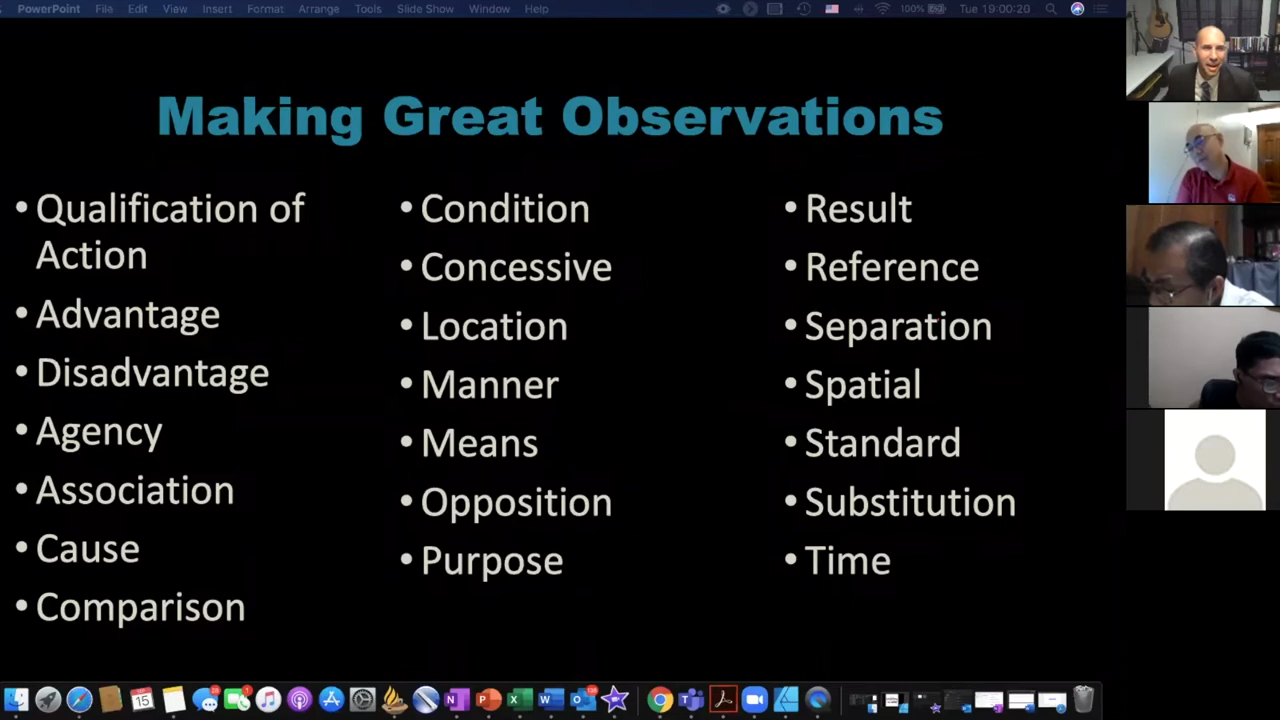 PowerPoint File Edit View Insert Format Arrange Tools Slide Show Window Help 100% Tue 19:00:20
Making Great Observations
• Qualification of
Action
• Advantage
• Disadvantage
• Agency
• Association
• Cause
• Comparison
• Condition
• Concessive
• Location
• Manner
• Means
• Opposition
• Purpose
• Result
• Reference
• Separation
• Spatial
• Standard
• Substitution
• Time
15